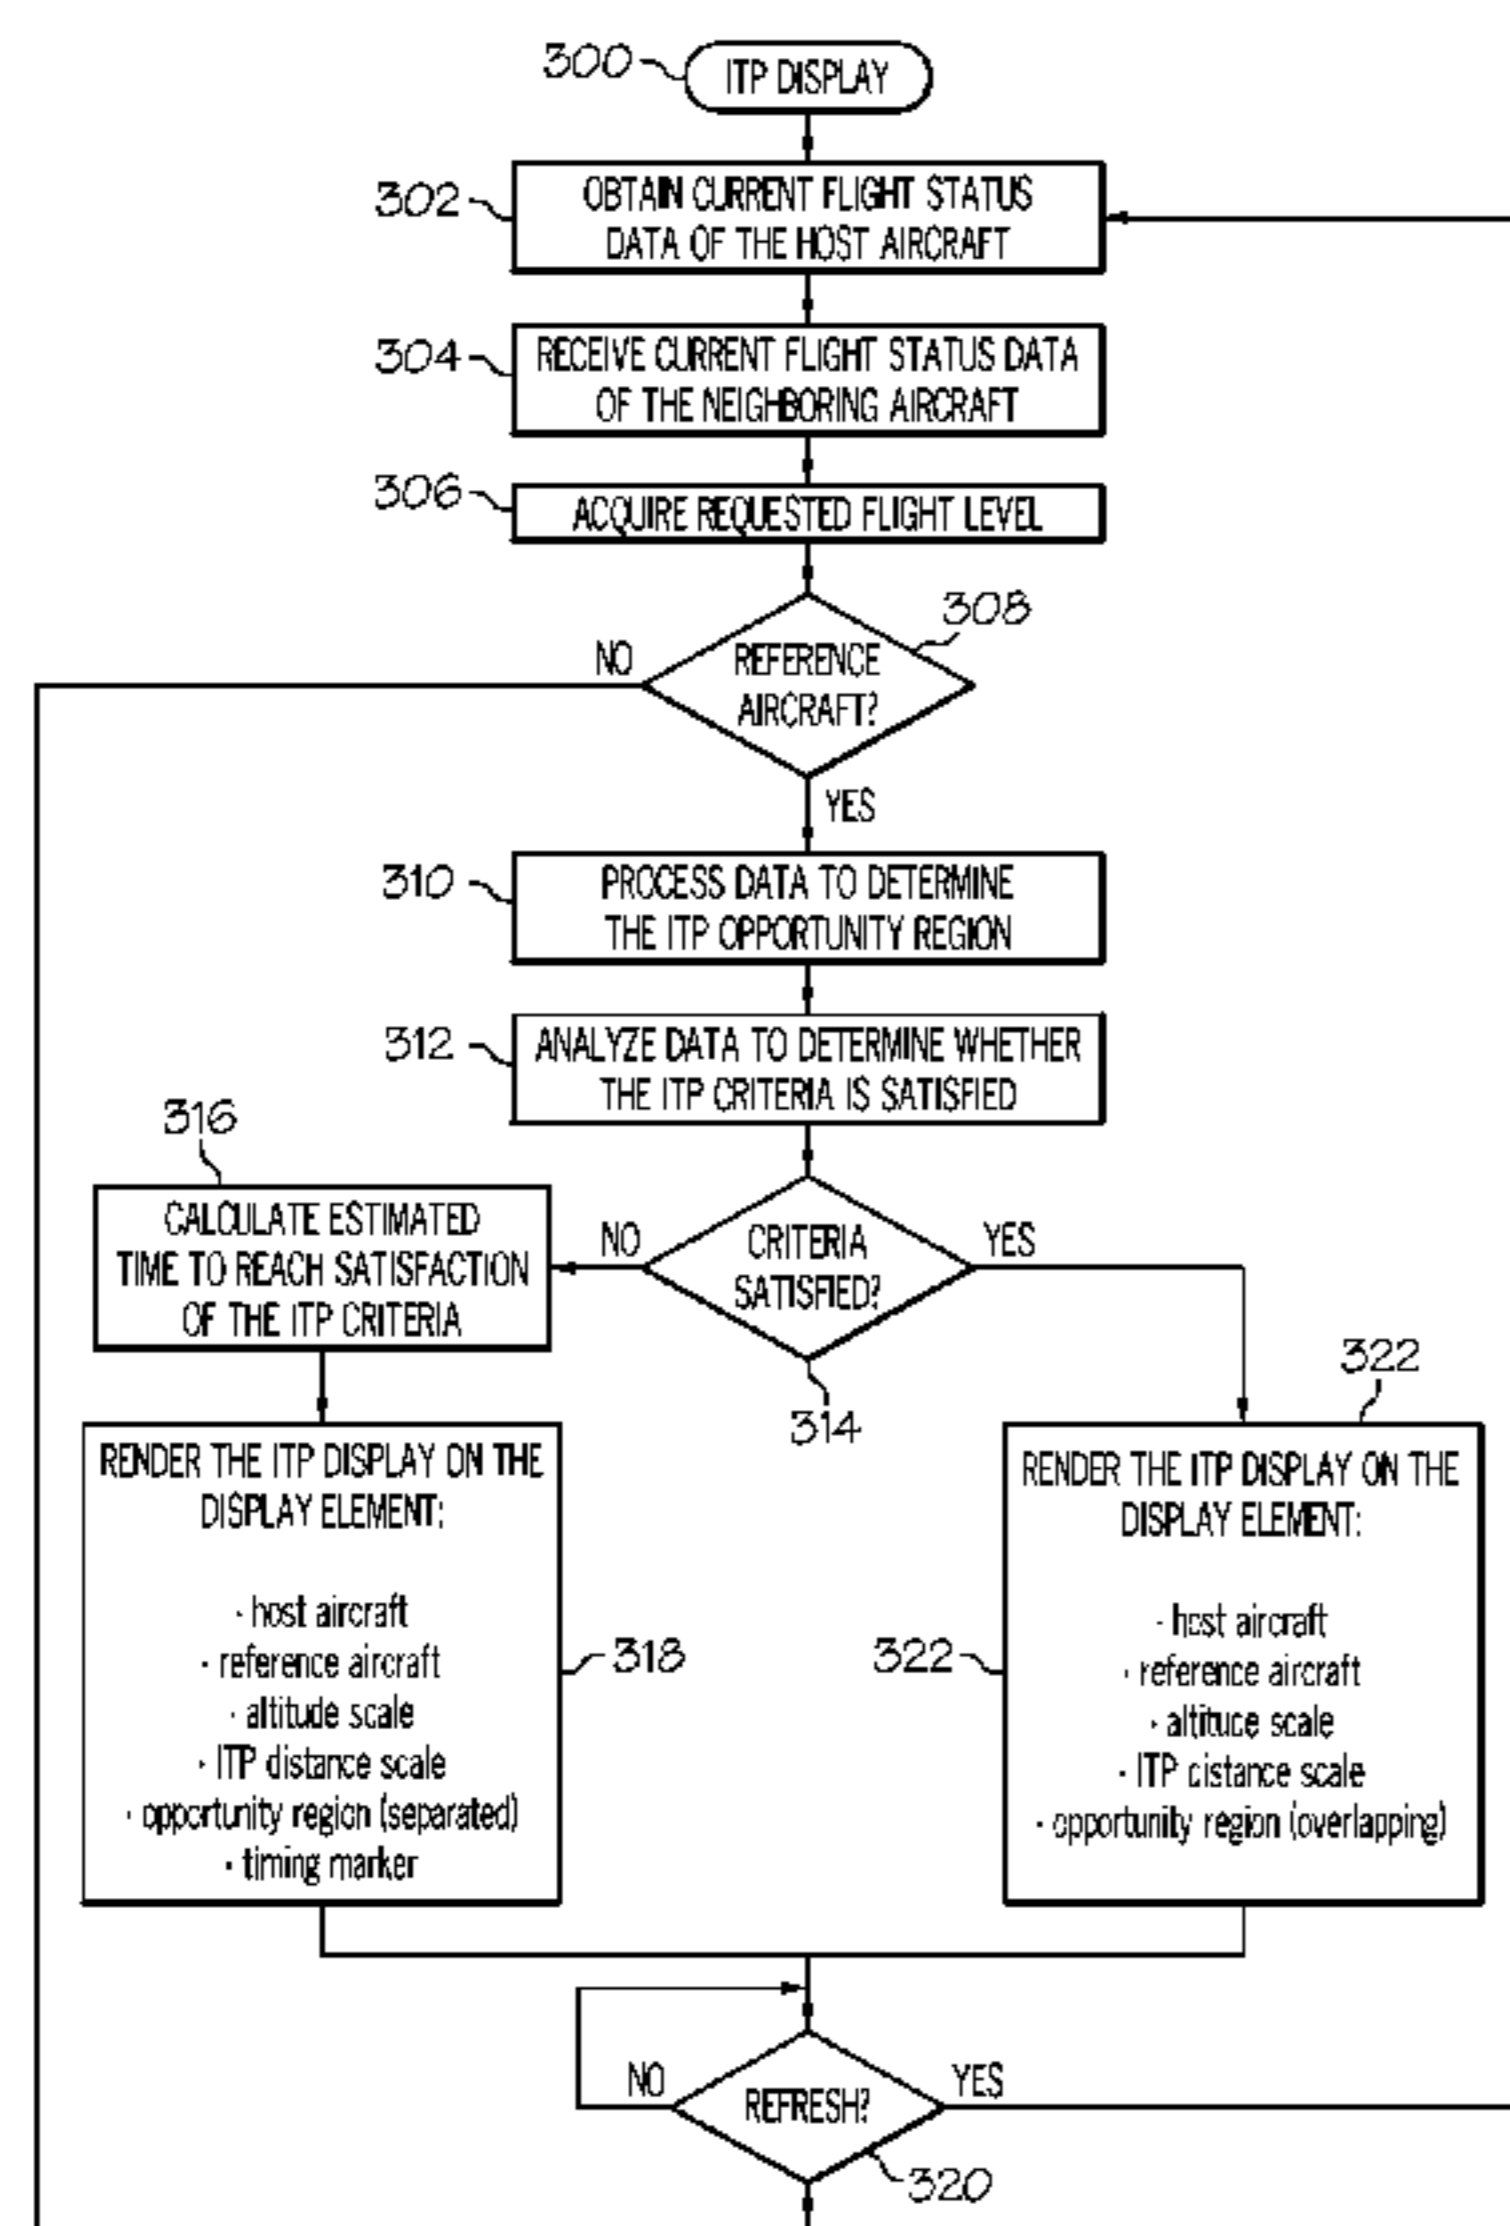 300
ITP DISPLAY
302
OBTAIN CURRENT FLIGHT STATUS
DATA OF THE HOST AIRCRAFT
304
RECEIVE CURRENT FLIGHT STATUS DATA
OF THE NEIGHBORING AIRCRAFT
306
ACQUIRE REQUESTED FLIGHT LEVEL
308
NO
REFERENCE
AIRCRAFT?
YES
310
PROCESS DATA TO DETERMINE
THE ITP OPPORTUNITY REGION
312
ANALYZE DATA TO DETERMINE WHETHER
THE ITP CRITERIA IS SATISFIED
316
CALCULATE ESTIMATED
TIME TO REACH SATISFACTION
OF THE ITP CRITERIA
NO
CRITERIA
SATISFIED?
YES
314
322
RENDER THE ITP DISPLAY ON THE
DISPLAY ELEMENT:
· host aircraft
· reference aircraft
· altitude scale
· ITP distance scale
· opportunity region (separated)
· timing marker
318
322
RENDER THE ITP DISPLAY ON THE
DISPLAY ELEMENT:
· host aircraft
· reference aircraft
· altitude scale
· ITP distance scale
· opportunity region (overlapping)
NO
REFRESH?
YES
320